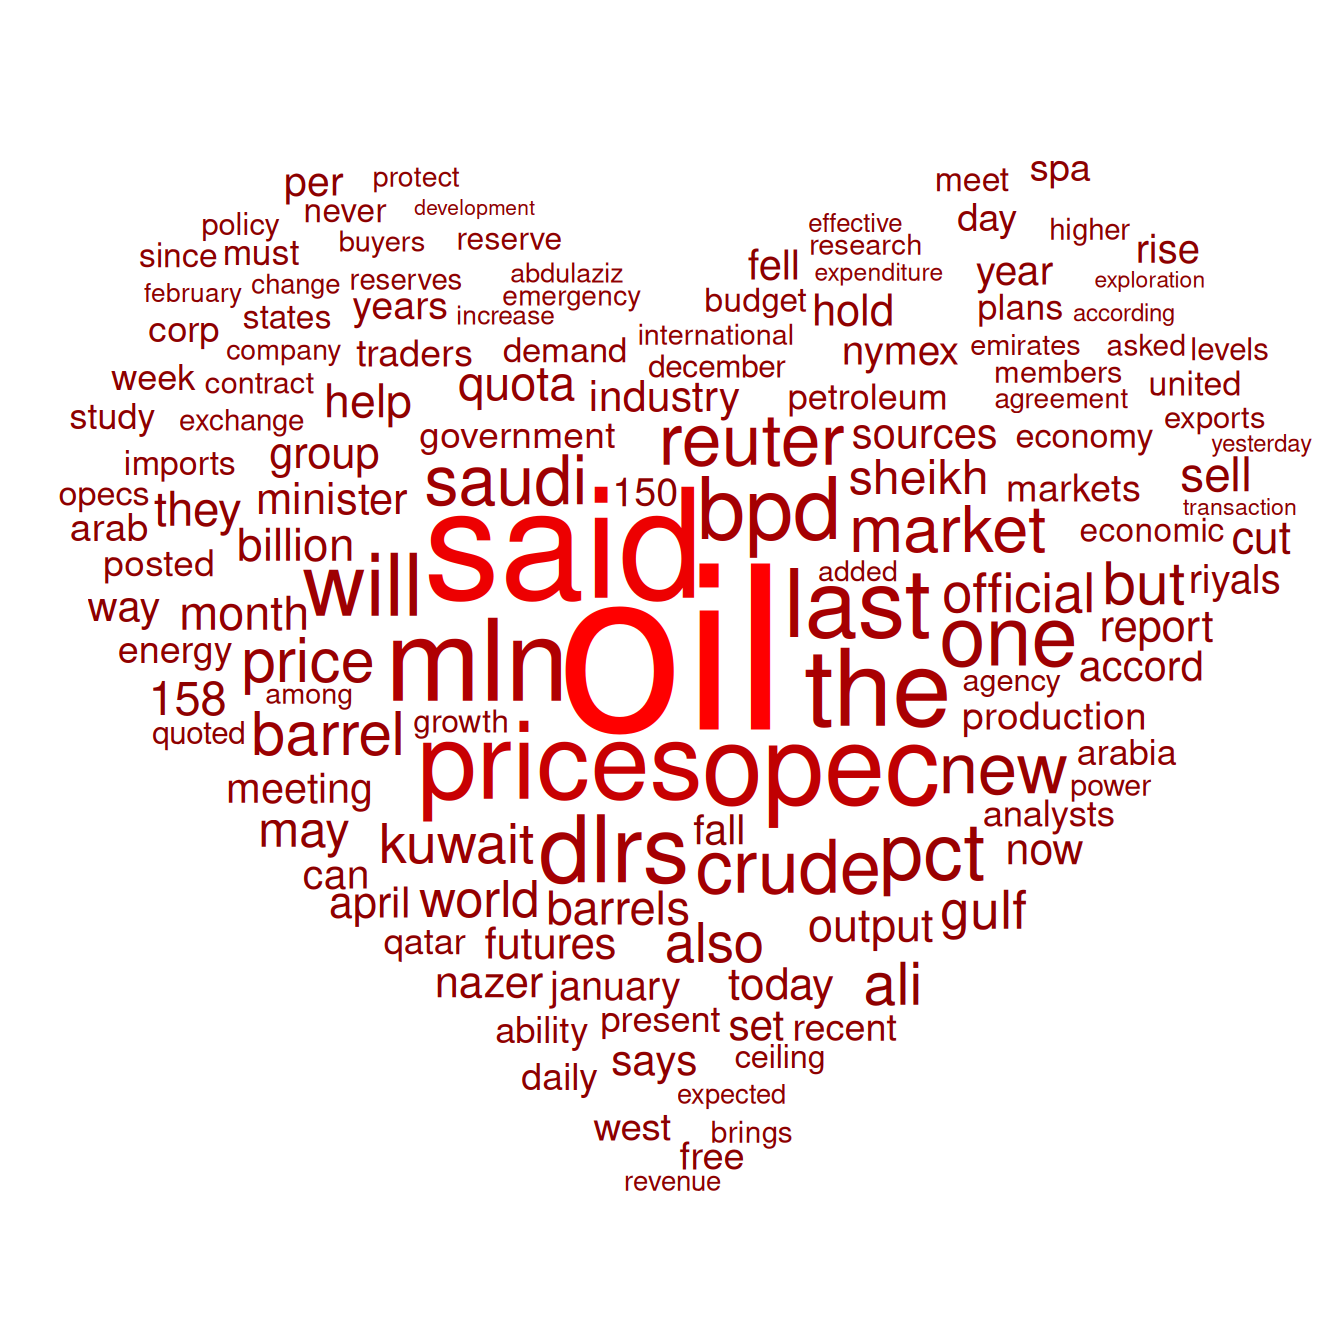 per protect meet spa
never development
policy effective day higher
since must buyers reserve research rise
february change reserves abdulaziz fell expenditure year exploration
states years increase emergency budget hold plans according
corp international
company traders demand december nymex emirates asked levels
week contract quota industry petroleum members united
study exchange help agreement exports
government reuter sources economy yesterday
imports group
opecs they minister saudi 150 sheikh markets sell
arab said bpd market economic transaction cut
posted billion
will added official but riyals
way month last one report
energy price mln oil the accord
158 among agency
quoted barrel growth production
prices opec new arabia
meeting power
may kuwait dlrs fall analysts
can crude pct now
april world barrels output gulf
qatar futures also
nazer january today ali
ability present set recent
daily says ceiling
expected
west brings
free
revenue